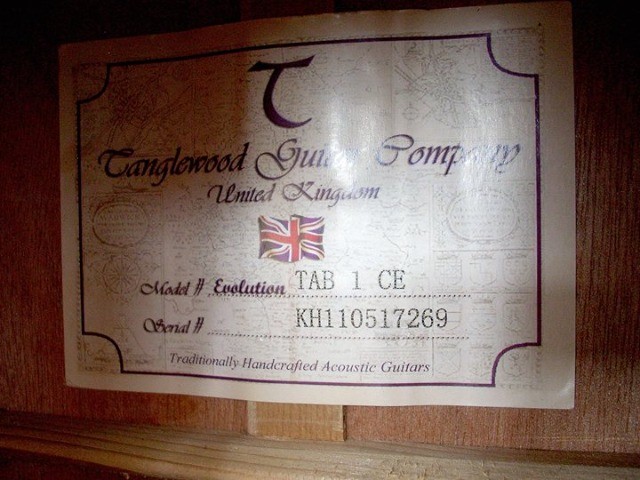 T
Tanglewood Guitar Company
United Kingdom
Model # Evolution TAB 1 CE
Serial # KH110517269
Traditionally Handcrafted Acoustic Guitars